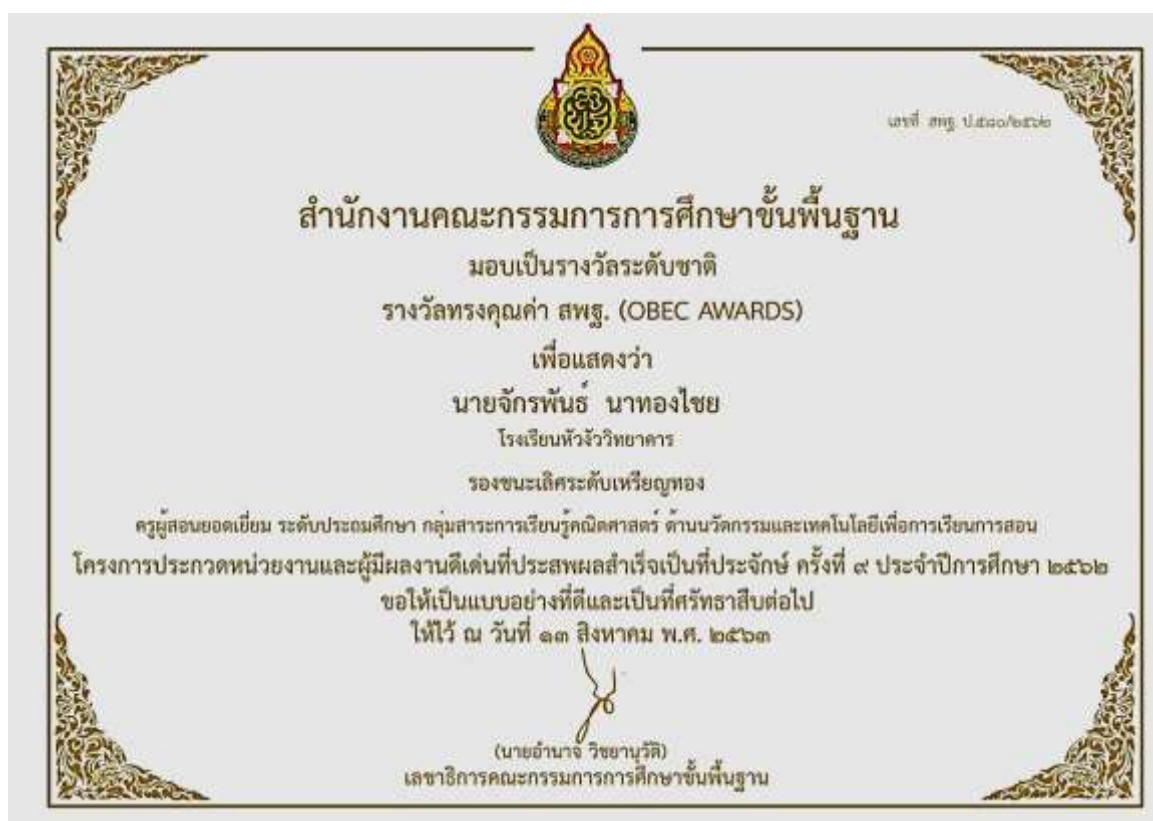 เลขที่ สพฐ. ป.๕๘๐/๒๕๖๒
สำนักงานคณะกรรมการการศึกษาขั้นพื้นฐาน
มอบเป็นรางวัลระดับชาติ
รางวัลทรงคุณค่า สพฐ. (OBEC AWARDS)
เพื่อแสดงว่า
นายจักรพันธ์ นาทองไชย
โรงเรียนหัวงัววิทยาคาร
รองชนะเลิศระดับเหรียญทอง
ครูผู้สอนยอดเยี่ยม ระดับประถมศึกษา กลุ่มสาระการเรียนรู้คณิตศาสตร์ ด้านนวัตกรรมและเทคโนโลยีเพื่อการเรียนการสอน
โครงการประกวดหน่วยงานและผู้มีผลงานดีเด่นที่ประสพผลสำเร็จเป็นที่ประจักษ์ ครั้งที่ ๙ ประจำปีการศึกษา ๒๕๖๒
ขอให้เป็นแบบอย่างที่ดีและเป็นที่ศรัทธาสืบต่อไป
ให้ไว้ ณ วันที่ ๑๓ สิงหาคม พ.ศ. ๒๕๖๓
(นายอำนาจ วิชยานุวัติ)
เลขาธิการคณะกรรมการการศึกษาขั้นพื้นฐาน